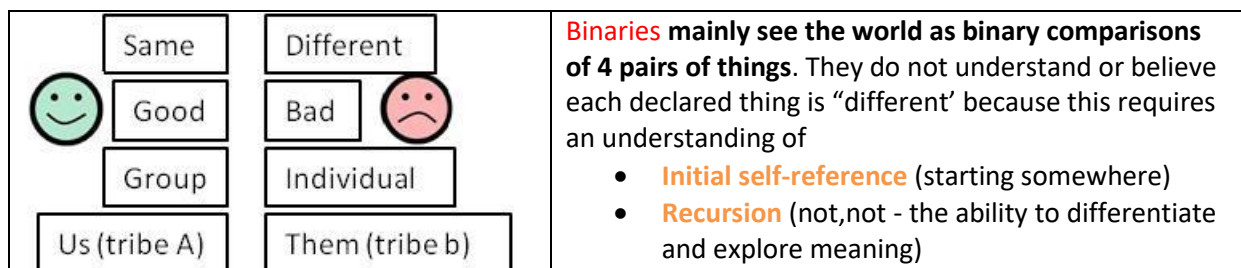 Same Different
Good Bad
Group Individual
Us (tribe A) Them (tribe b)
Binaries mainly see the world as binary comparisons
of 4 pairs of things. They do not understand or believe
each declared thing is “different’ because this requires
an understanding of
• Initial self-reference (starting somewhere)
• Recursion (not,not - the ability to differentiate
and explore meaning)